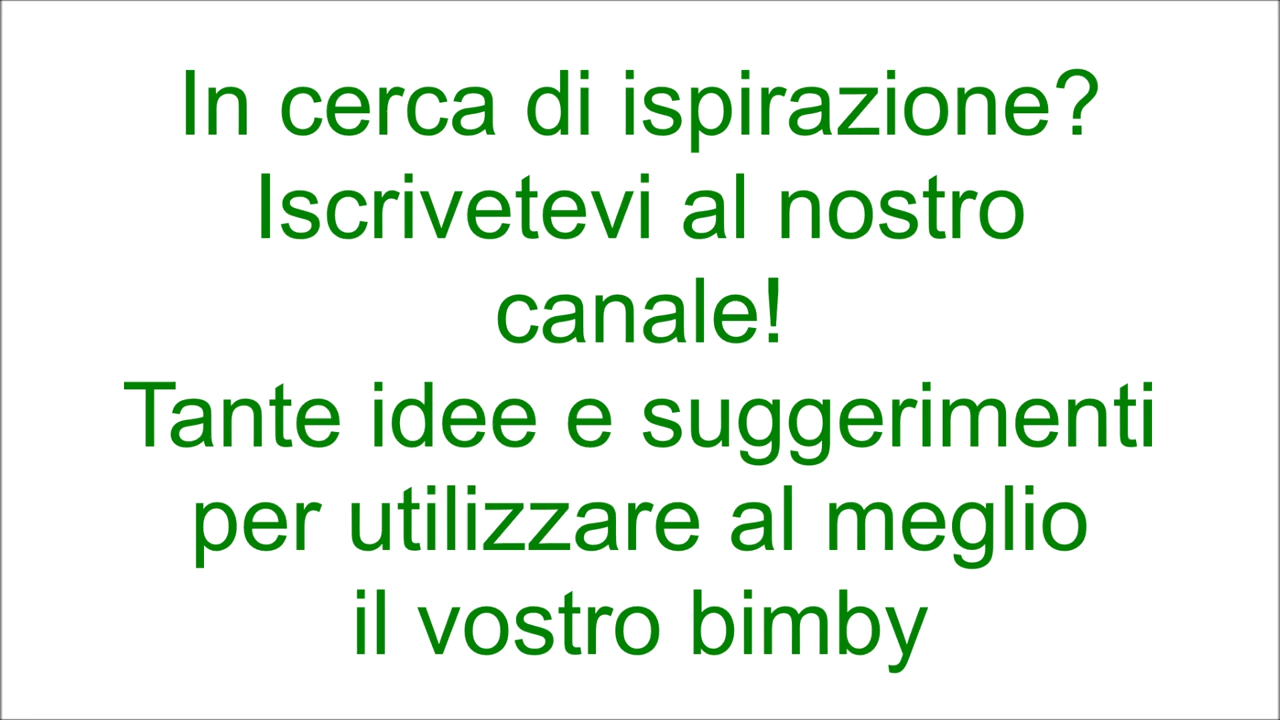 In cerca di ispirazione?
Iscrivetevi al nostro
canale!
Tante idee e suggerimenti
per utilizzare al meglio
il vostro bimby